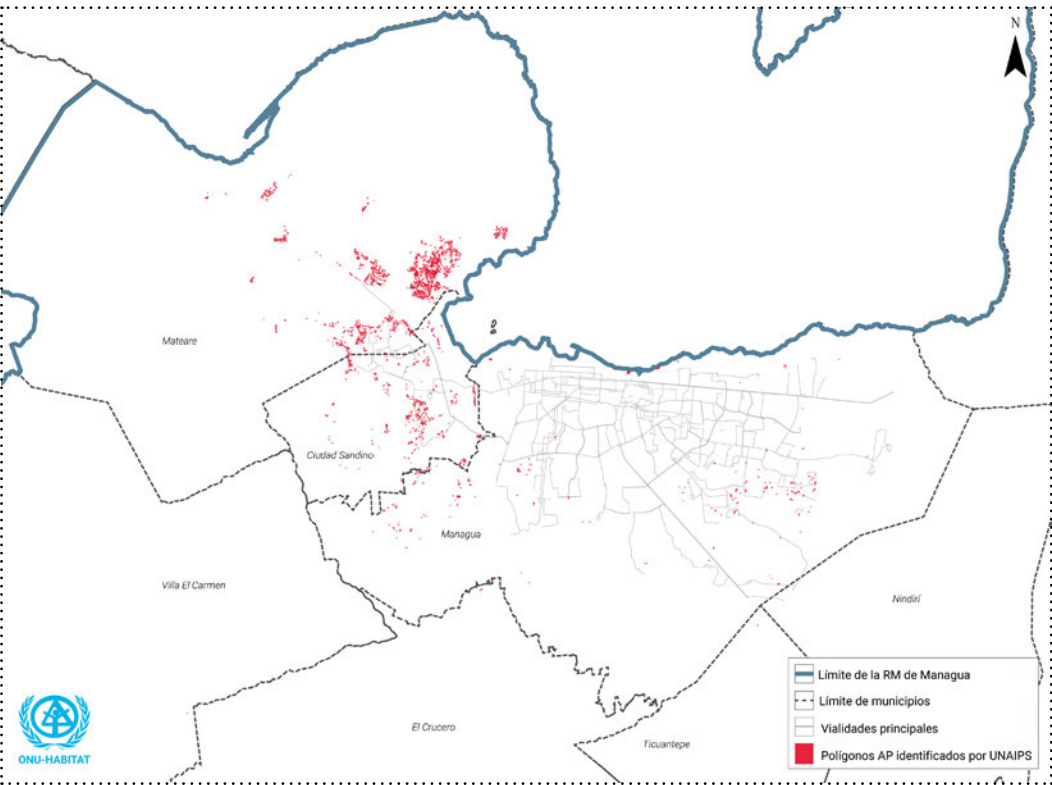 N
Mateare
Ciudad Sandino
Managua
Villa El Carmen
Nindirí
El Crucero
Ticuantepe
Límite de la RM de Managua
Límite de municipios
Vialidades principales
Polígonos AP identificados por UNAIPS
ONU-HABITAT